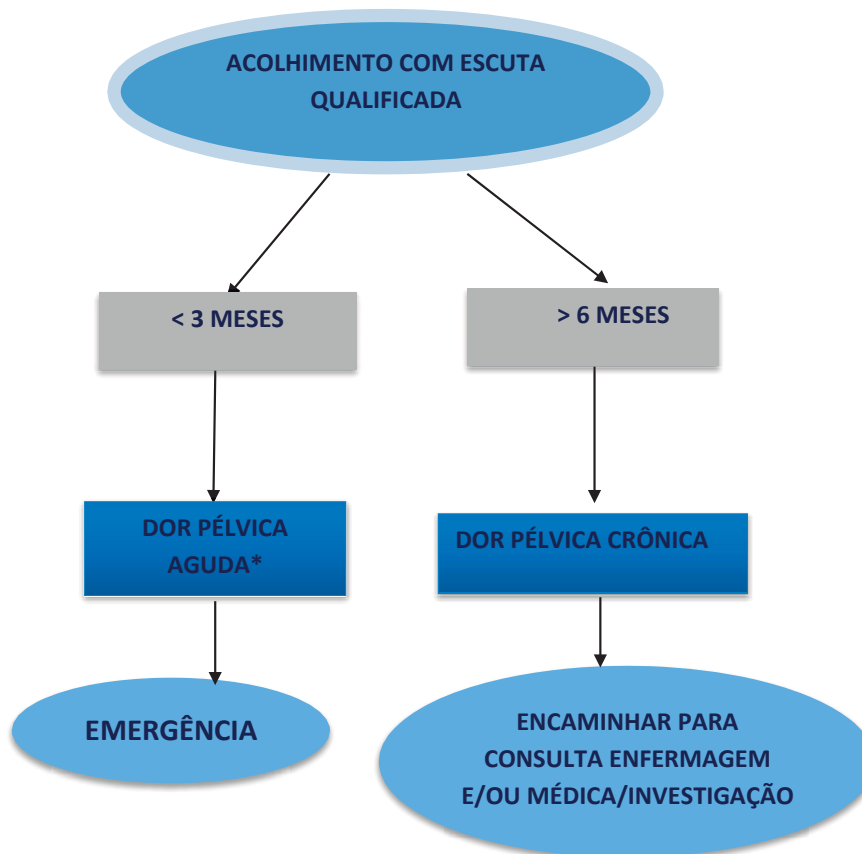 ACOLHIMENTO COM ESCUTA
QUALIFICADA
< 3 MESES
> 6 MESES
DOR PÉLVICA
AGUDA*
DOR PÉLVICA CRÔNICA
EMERGÊNCIA
ENCAMINHAR PARA
CONSULTA ENFERMAGEM
E/OU MÉDICA/INVESTIGAÇÃO